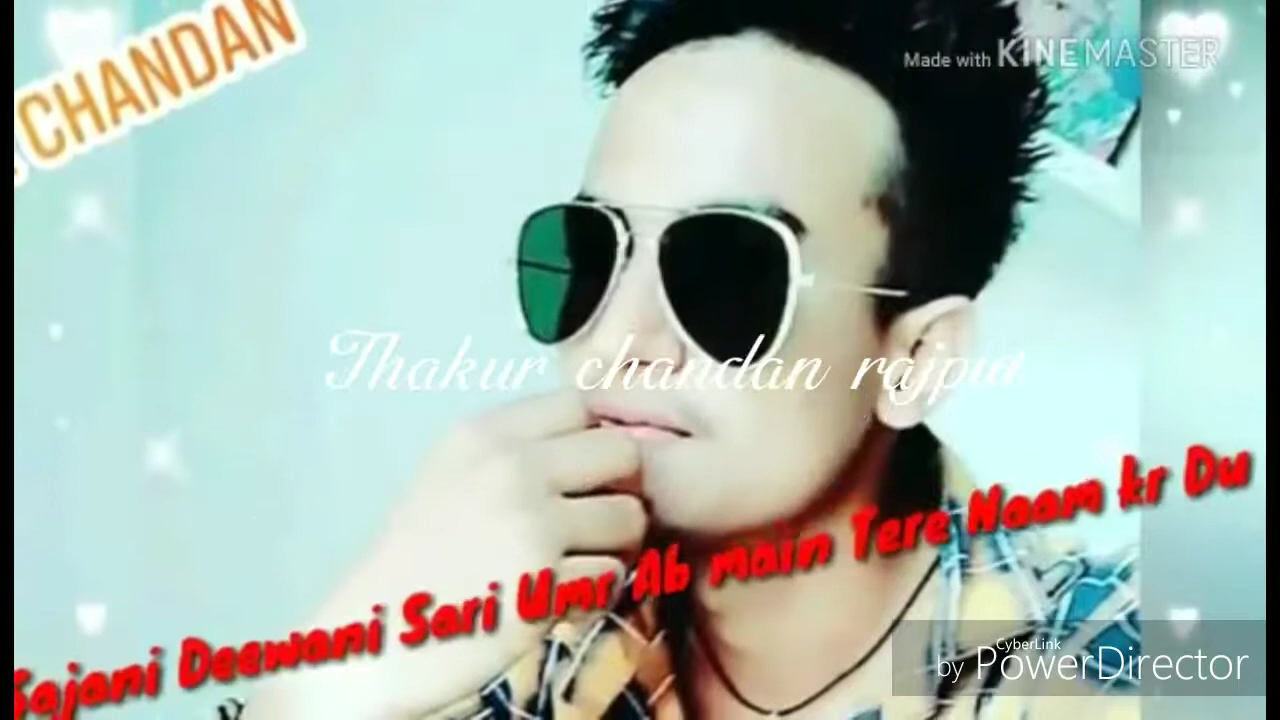 CHANDAN
Made with KINEMASTER
Thakur chandan rajput
Sajani Deewani Sari Umr Ab main Tere Naam kr Du
CyberLink
by PowerDirector